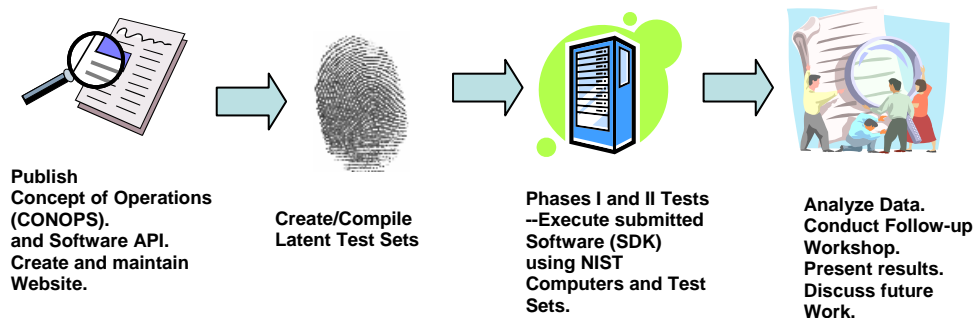 Publish
Concept of Operations
(CONOPS).
and Software API.
Create and maintain
Website.
Create/Compile
Latent Test Sets
Phases I and II Tests
--Execute submitted
Software (SDK)
using NIST
Computers and Test
Sets.
Analyze Data.
Conduct Follow-up
Workshop.
Present results.
Discuss future
Work.